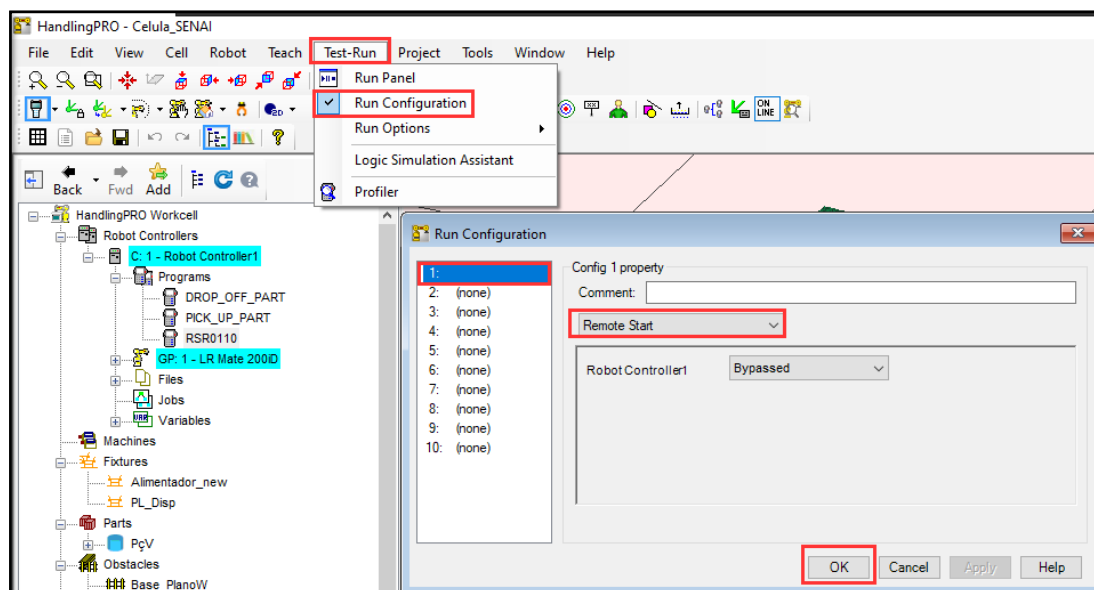 HandlingPRO - Celula_SENAI
File Edit View Cell Robot Teach Test-Run Project Tools Window Help
Run Panel
Run Configuration
Run Options
Logic Simulation Assistant
Profiler
2D
ON
LINE
Back Fwd Add
HandlingPRO Workcell
Robot Controllers
C: 1 - Robot Controller1
Programs
DROP_OFF_PART
PICK_UP_PART
RSR0110
GP: 1 - LR Mate 200iD
Files
Jobs
Variables
Machines
Fixtures
Alimentador_new
PL_Disp
Parts
PçV
Obstacles
Base_PlanoW
Run Configuration
1:
2: (none)
3: (none)
4: (none)
5: (none)
6: (none)
7: (none)
8: (none)
9: (none)
10: (none)
Config 1 property
Comment:
Remote Start
Robot Controller1 Bypassed
OK Cancel Apply Help